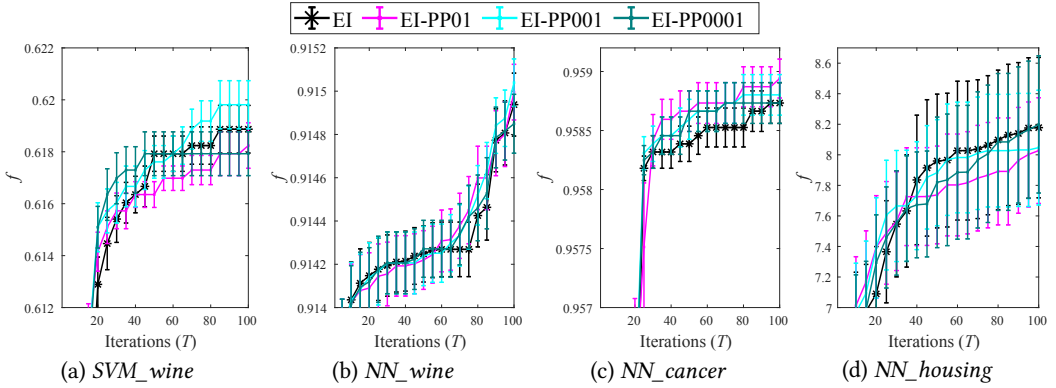 EI EI-PP01 EI-PP001 EI-PP0001
0.622
0.62
0.618
0.616
0.614
0.612
f
20 40 60 80 100
Iterations (T)
(a) SVM_wine
0.9152
0.915
0.9148
0.9146
0.9144
0.9142
0.914
f
20 40 60 80 100
Iterations (T)
(b) NN_wine
0.959
0.9585
0.958
0.9575
0.957
f
20 40 60 80 100
Iterations (T)
(c) NN_cancer
8.6
8.4
8.2
8
7.8
7.6
7.4
7.2
7
f
20 40 60 80 100
Iterations (T)
(d) NN_housing